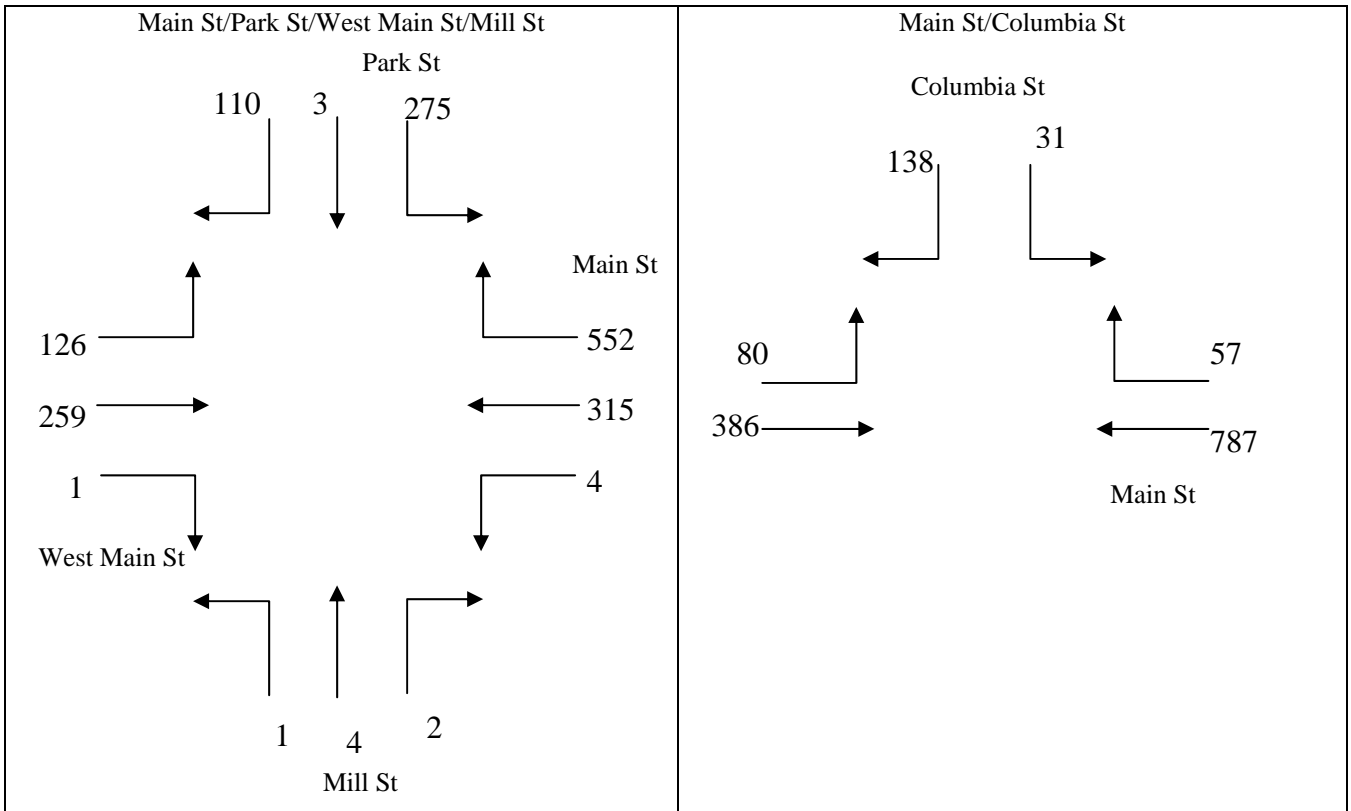 Main St/Park St/West Main St/Mill St
Park St
110 3 275
Main St
126 552
259 315
1 4
West Main St
1 4 2
Mill St
Main St/Columbia St
Columbia St
138 31
80 57
386 787
Main St